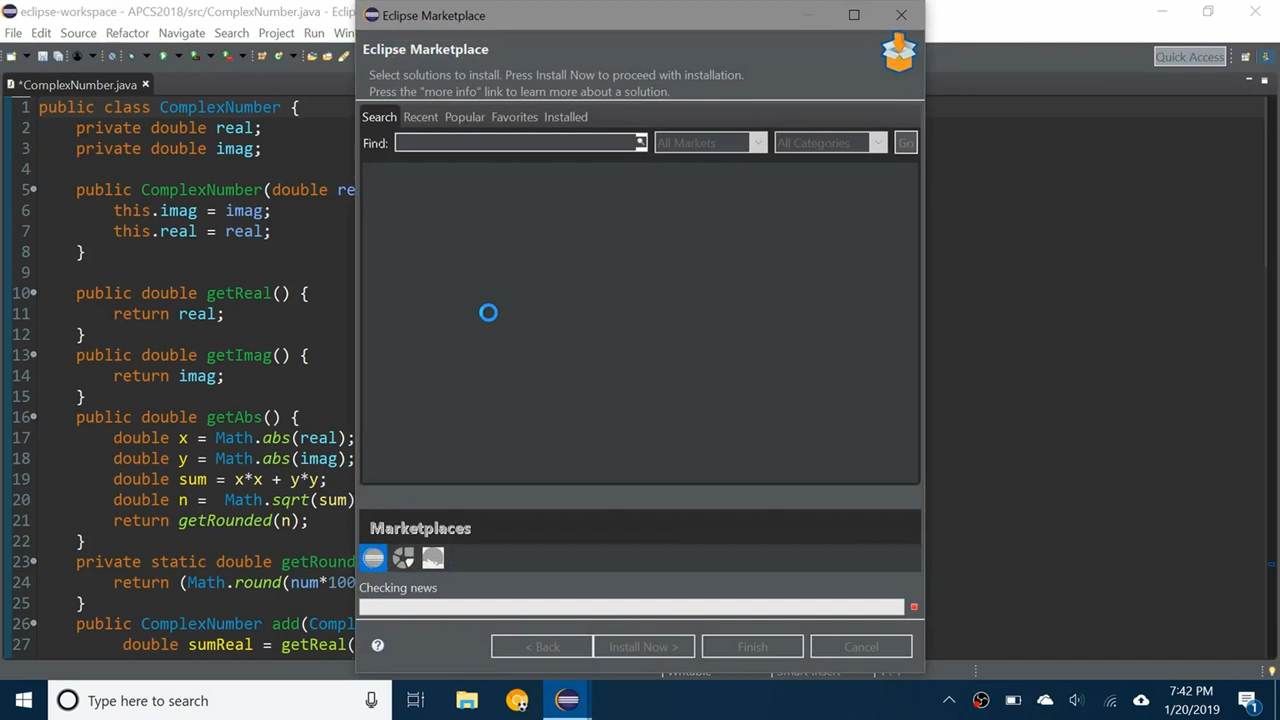 eclipse-workspace - APCS2018/src/ComplexNumber.java - Eclip
File Edit Source Refactor Navigate Search Project Run Win
Quick Access
*ComplexNumber.java
1 public class ComplexNumber {
2 private double real;
3 private double imag;
4
5 public ComplexNumber(double re
6 this.imag = imag;
7 this.real = real;
8 }
9
10 public double getReal() {
11 return real;
12 }
13 public double getImag() {
14 return imag;
15 }
16 public double getAbs() {
17 double x = Math.abs(real);
18 double y = Math.abs(imag);
19 double sum = x*x + y*y;
20 double n = Math.sqrt(sum)
21 return getRounded(n);
22 }
23 private static double getRound
24 return (Math.round(num*100
25 }
26 public ComplexNumber add(Compl
27 double sumReal = getReal(
Eclipse Marketplace
Eclipse Marketplace
Select solutions to install. Press Install Now to proceed with installation.
Press the "more info" link to learn more about a solution.
Search Recent Popular Favorites Installed
Find: All Markets All Categories Go
Marketplaces
Checking news
< Back Install Now > Finish Cancel
Type here to search
7:42 PM
1/20/2019
1